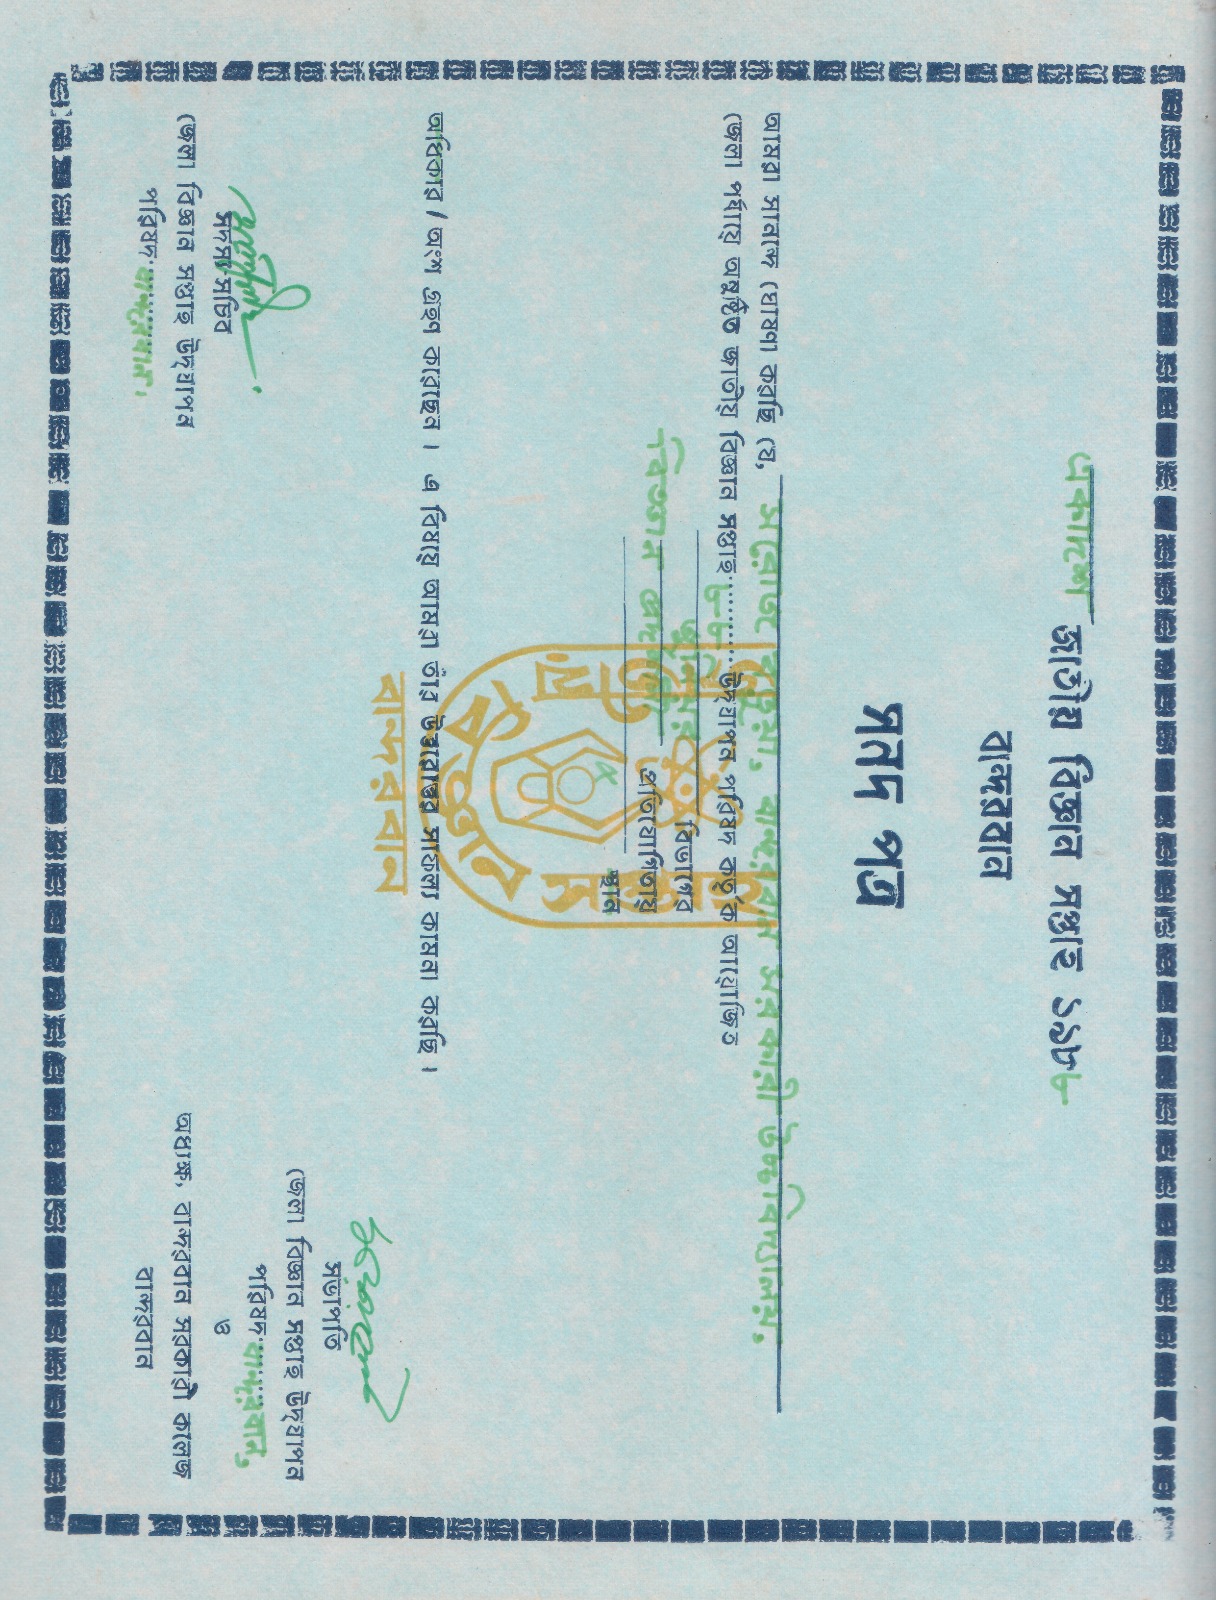 একাদশ জাতীয় বিজ্ঞান সপ্তাহ ১৯৮৮
বান্দরবান
সনদ পত্র
আমরা সানন্দে ঘোষণা করছি যে, সরোজ বড়ুয়া, বান্দরবান সরকারী উচ্চবিদ্যালয়,
জেলা পর্যায়ে অনুষ্ঠিত জাতীয় বিজ্ঞান সপ্তাহ ৮৮ উদ্‌যাপন পরিষদ কর্তৃক আয়োজিত
জুনিয়র বিভাগের
বিজ্ঞান প্রদর্শনী প্রতিযোগিতায়
স্থান
জাতীয় বিজ্ঞান সপ্তাহ
অধিকার / অংশ গ্রহণ করেছেন। এ বিষয়ে আমরা তাঁর উত্তরোত্তর সাফল্য কামনা করছি।
বান্দরবান
সভাপতি
জেলা বিজ্ঞান সপ্তাহ উদ্‌যাপন
পরিষদ বান্দরবান,
ও
অধ্যক্ষ, বান্দরবান সরকারী কলেজ
বান্দরবান
সদস্য সচিব
জেলা বিজ্ঞান সপ্তাহ উদ্‌যাপন
পরিষদ বান্দরবান।